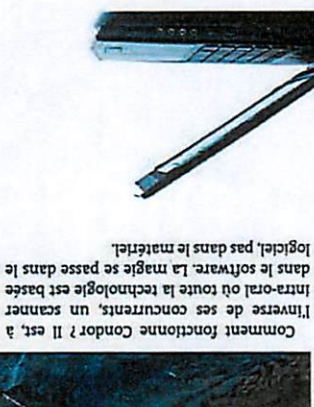 Comment fonctionne Condor ? Il est, à
l'inverse de ses concurrents, un scanner
intra-oral où toute la technologie est basée
dans le software. La magie se passe dans le
logiciel, pas dans le matériel.